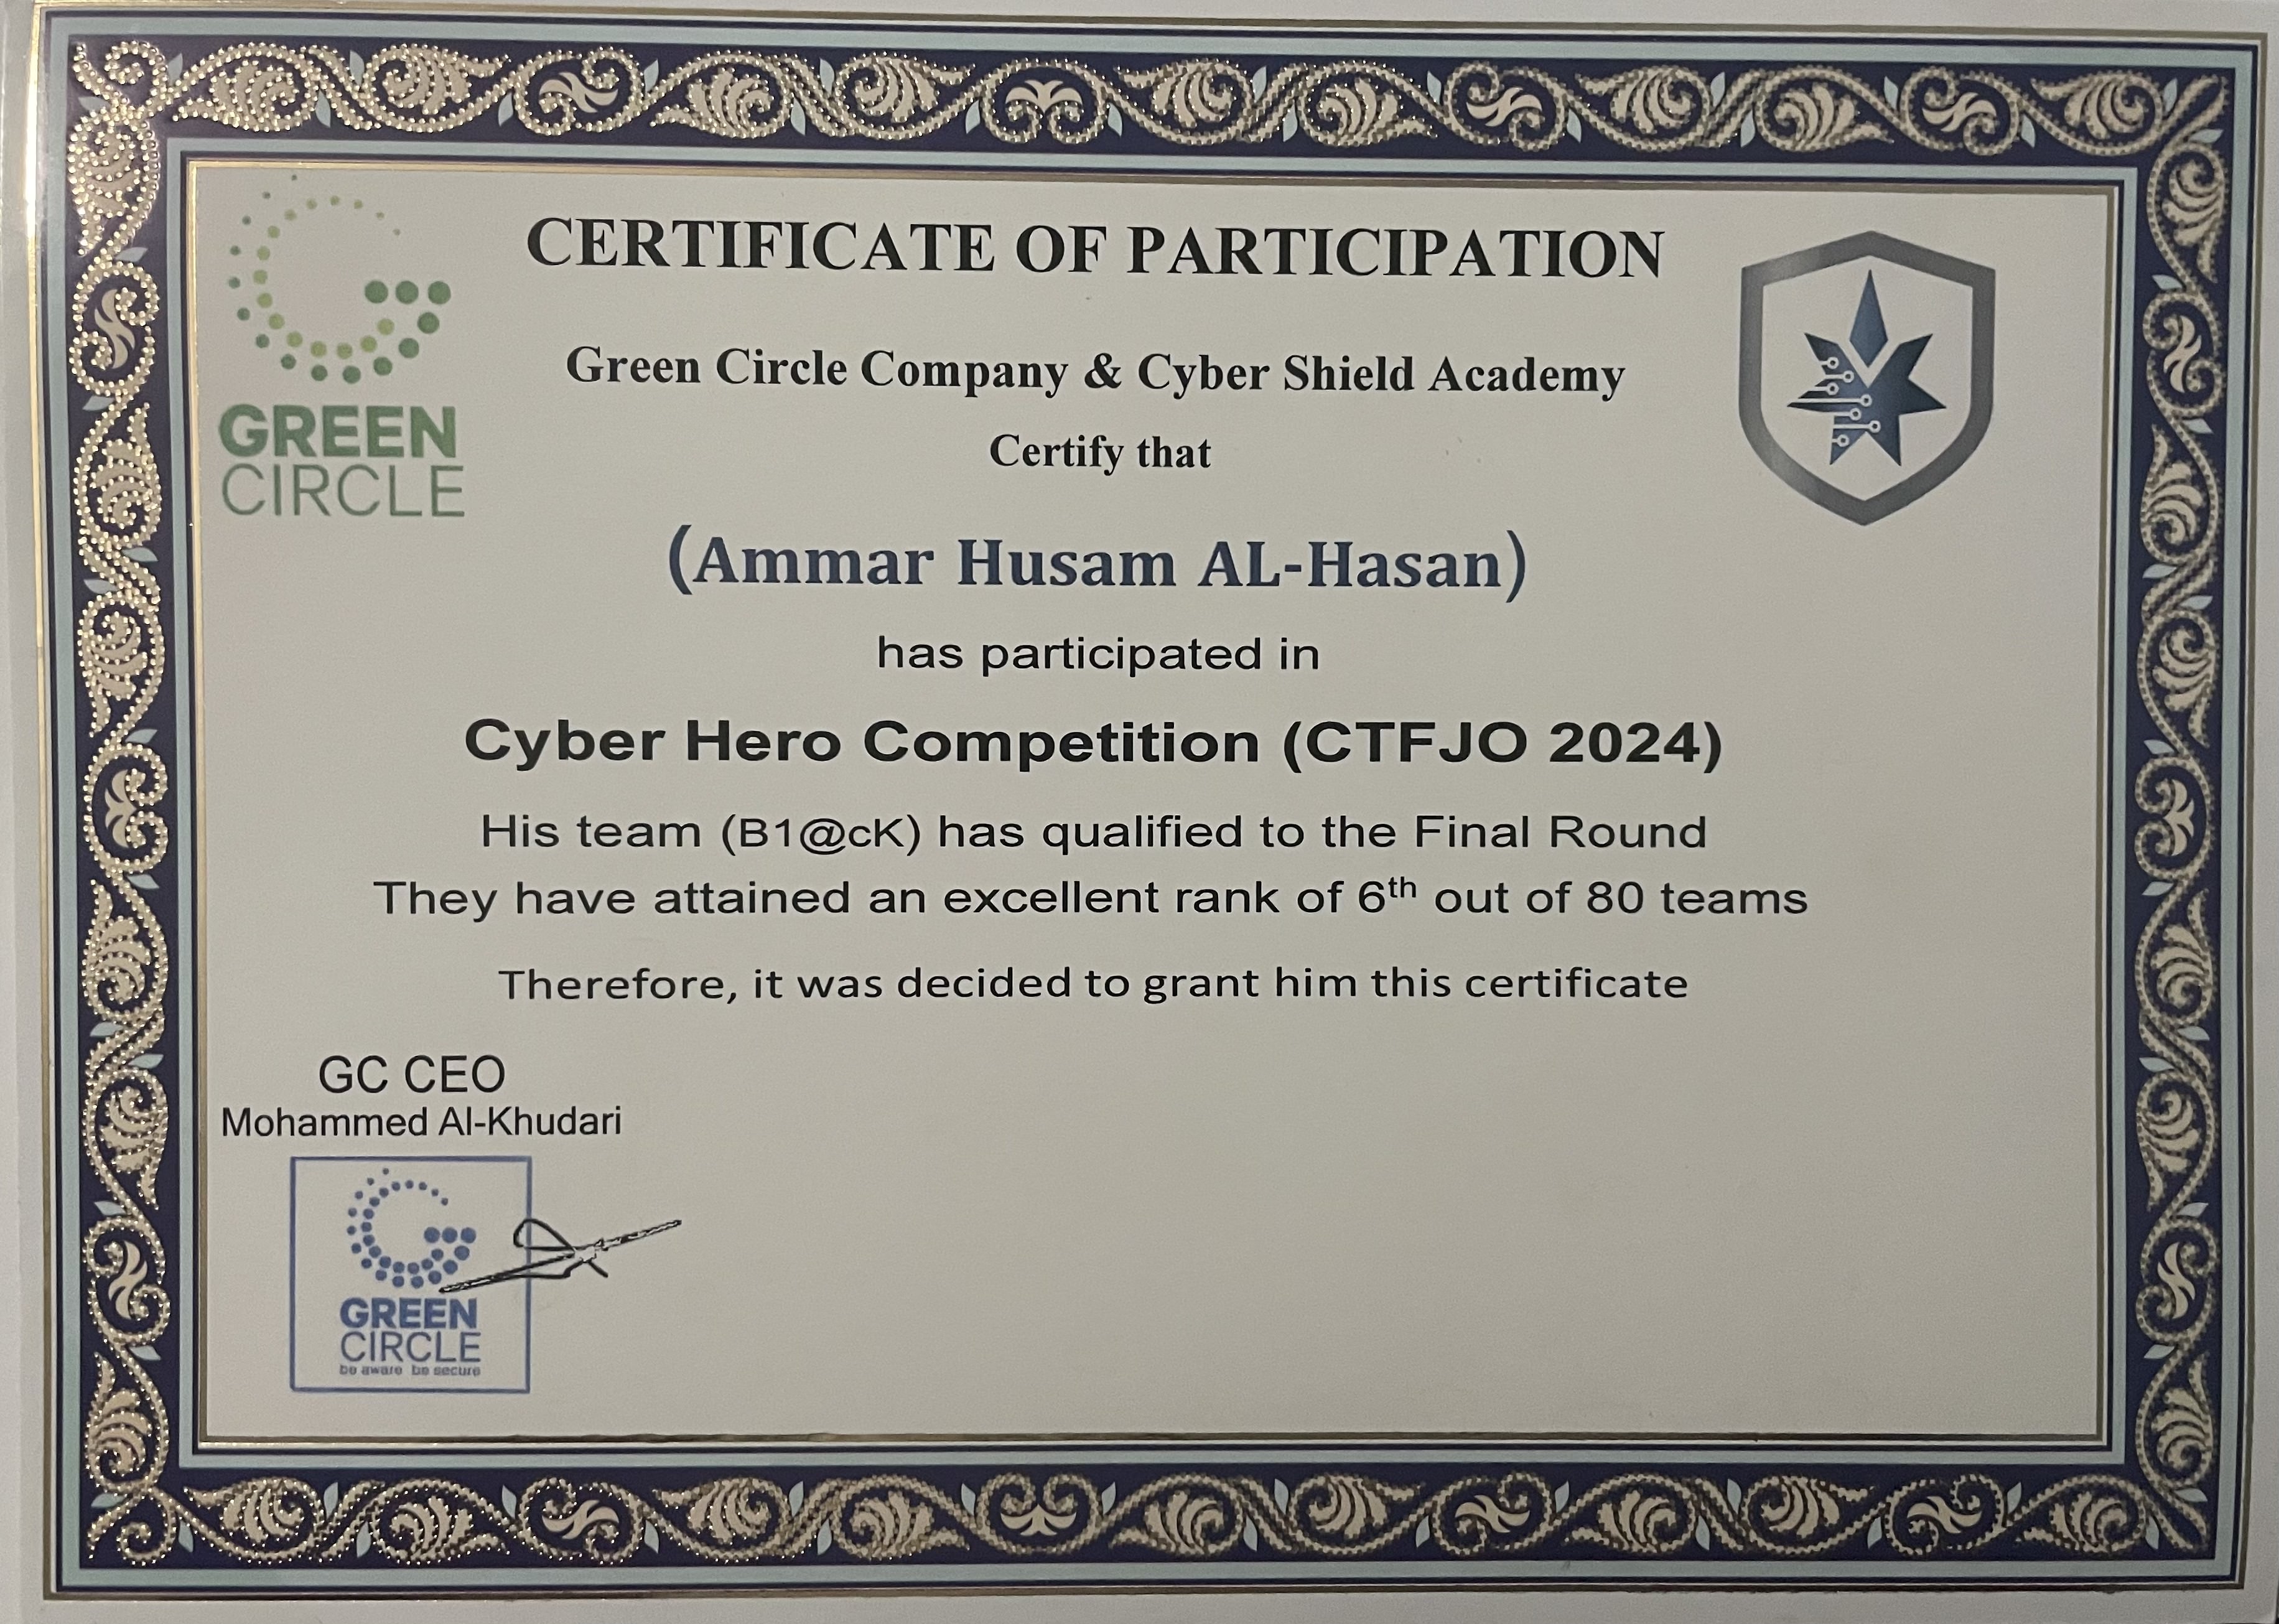 GREEN
CIRCLE
CERTIFICATE OF PARTICIPATION
Green Circle Company & Cyber Shield Academy
Certify that
(Ammar Husam AL-Hasan)
has participated in
Cyber Hero Competition (CTFJO 2024)
His team (B1@cK) has qualified to the Final Round
They have attained an excellent rank of 6th out of 80 teams
Therefore, it was decided to grant him this certificate
GC CEO
Mohammed Al-Khudari
GREEN
CIRCLE
be aware be secure